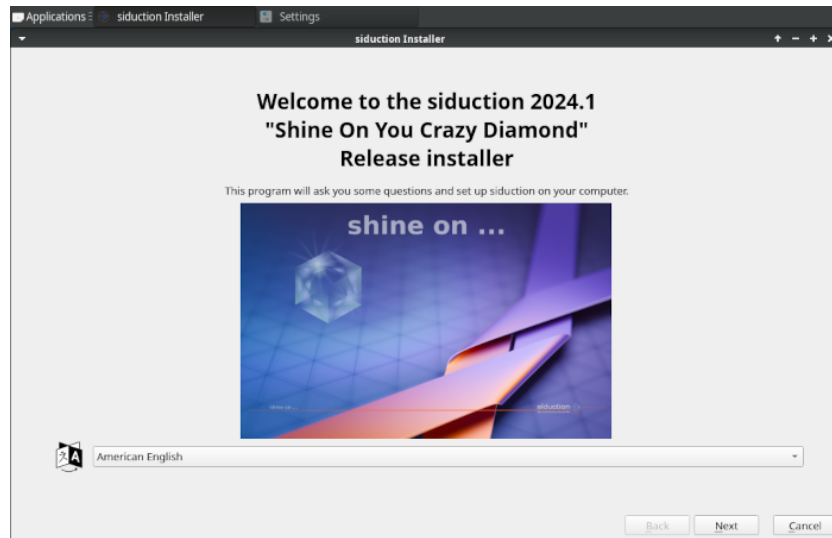 Applications
siduction Installer
Settings
siduction Installer
Welcome to the siduction 2024.1
"Shine On You Crazy Diamond"
Release installer
This program will ask you some questions and set up siduction on your computer.
shine on ...
shine on ...
siduction
American English
Back
Next
Cancel